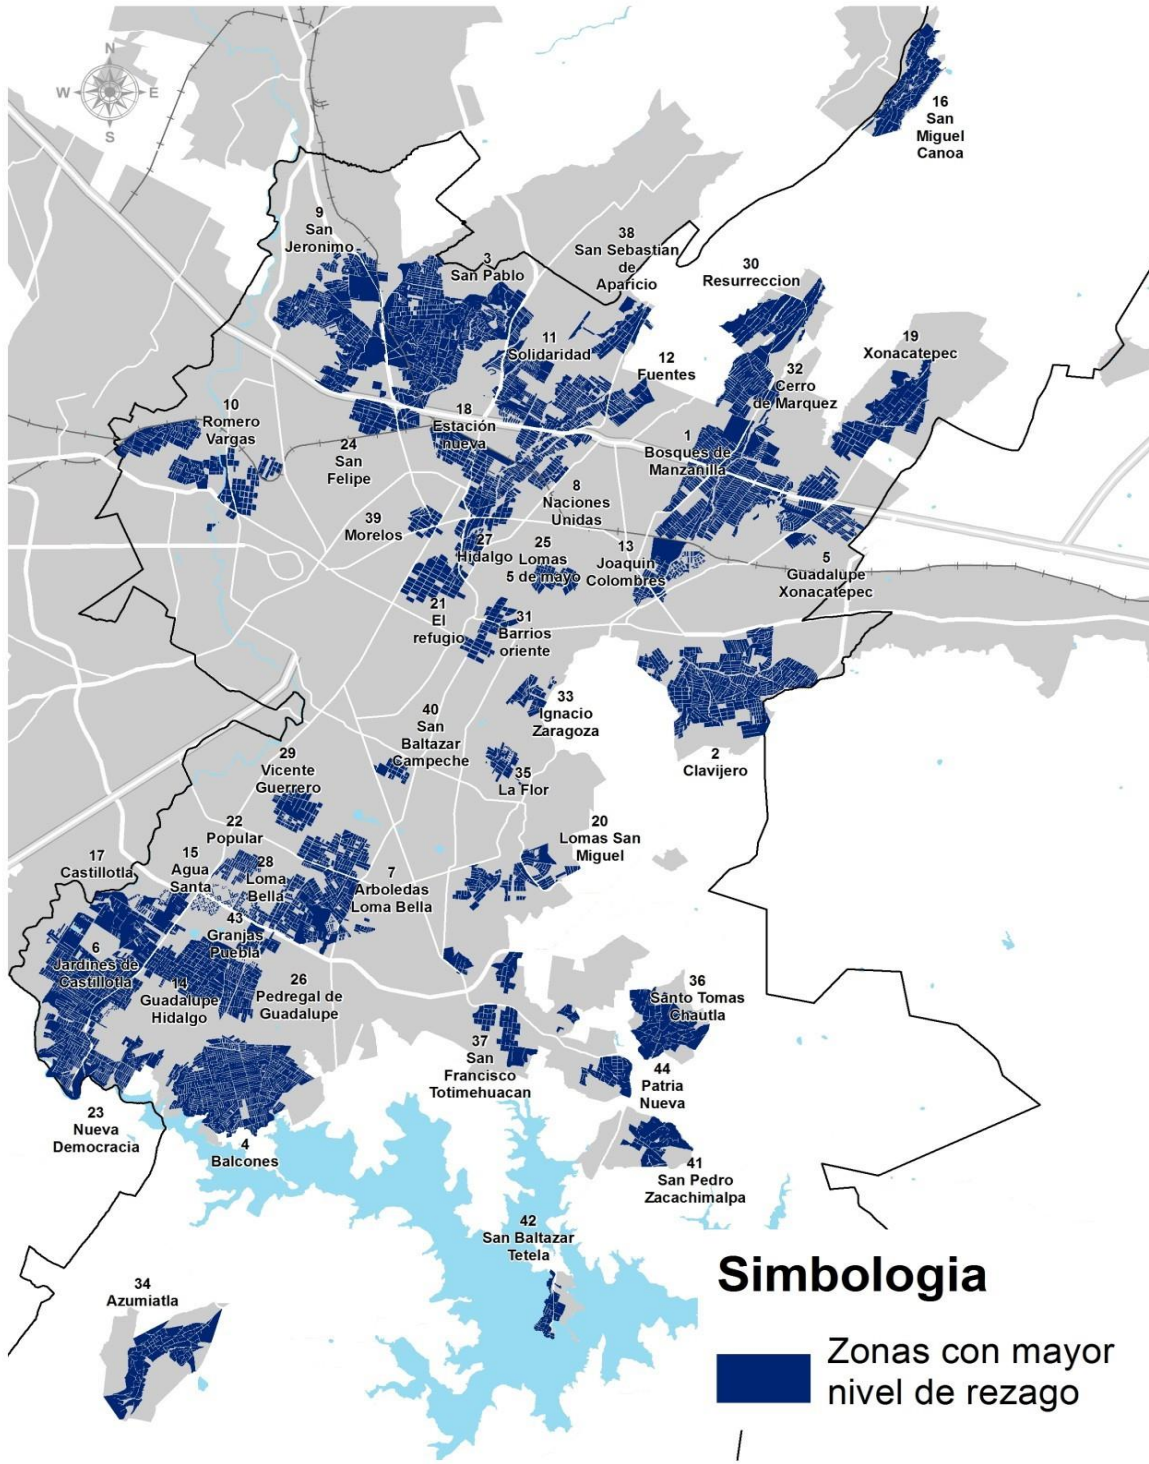 N
W
E
S
16
San
Miguel
Canoa
9
San
Jeronimo
3
San Pablo
38
San Sebastian
de
Aparicio
30
Resurreccion
11
Solidaridad
19
Xonacatepec
12
Fuentes
32
Cerro
de Marquez
10
Romero
Vargas
18
Estación
nueva
24
San
Felipe
1
Bosques de
Manzanilla
8
Naciones
Unidas
39
Morelos
27
Hidalgo
25
Lomas
5 de mayo
13
Joaquin
Colombres
5
Guadalupe
Xonacatepec
21
El
refugio
31
Barrios
oriente
33
Ignacio
Zaragoza
40
San
Baltazar
Campeche
2
Clavijero
29
Vicente
Guerrero
35
La Flor
22
Popular
20
Lomas San
Miguel
17
Castillotla
15
Agua
Santa
28
Loma
Bella
7
Arboledas
Loma Bella
43
Granjas
Puebla
6
Jardines de
Castillotla
14
Guadalupe
Hidalgo
26
Pedregal de
Guadalupe
36
Santo Tomas
Chautla
37
San
Francisco
Totimehuacan
44
Patria
Nueva
23
Nueva
Democracia
4
Balcones
41
San Pedro
Zacachimalpa
42
San Baltazar
Tetela
34
Azumiatla
Simbologia
Zonas con mayor
nivel de rezago